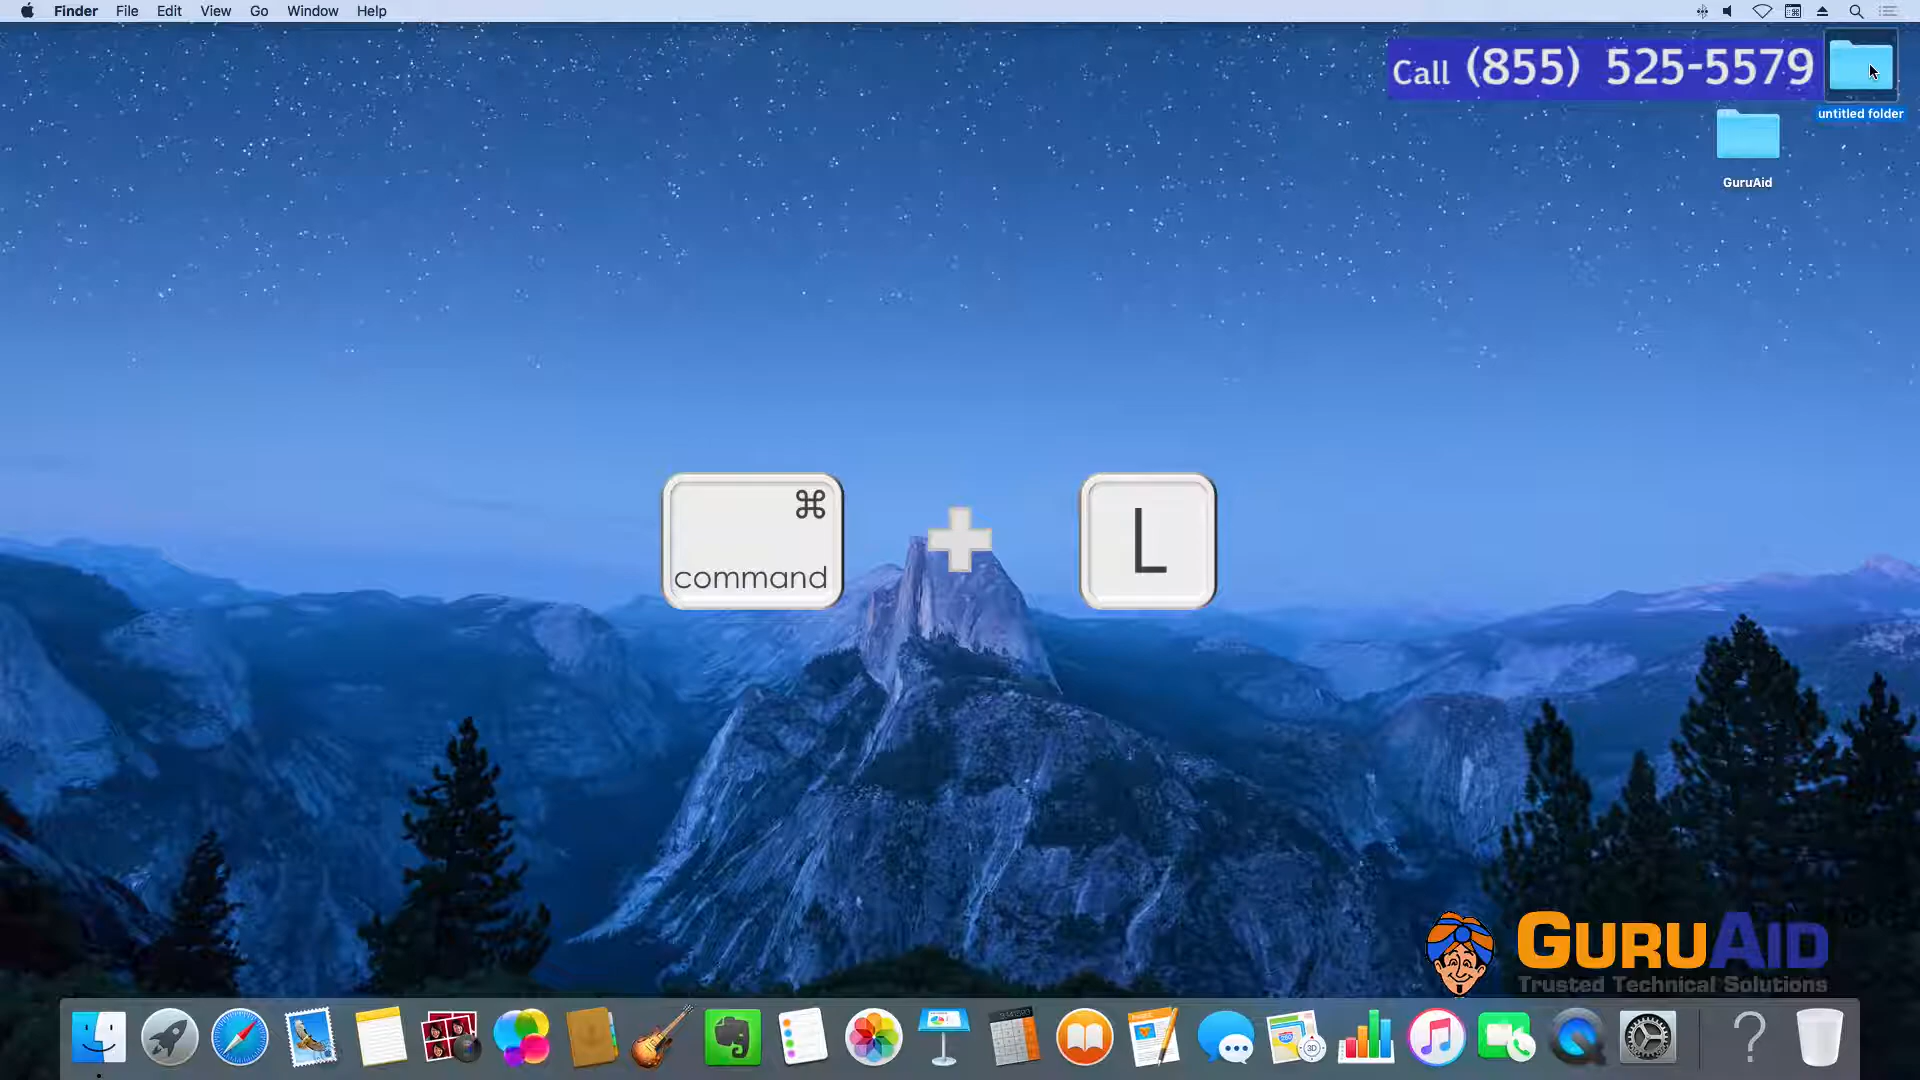 Finder File Edit View Go Window Help
Call (855) 525-5579
untitled folder
GuruAid
⌘
command
+
L
GURUAID
Trusted Technical Solutions